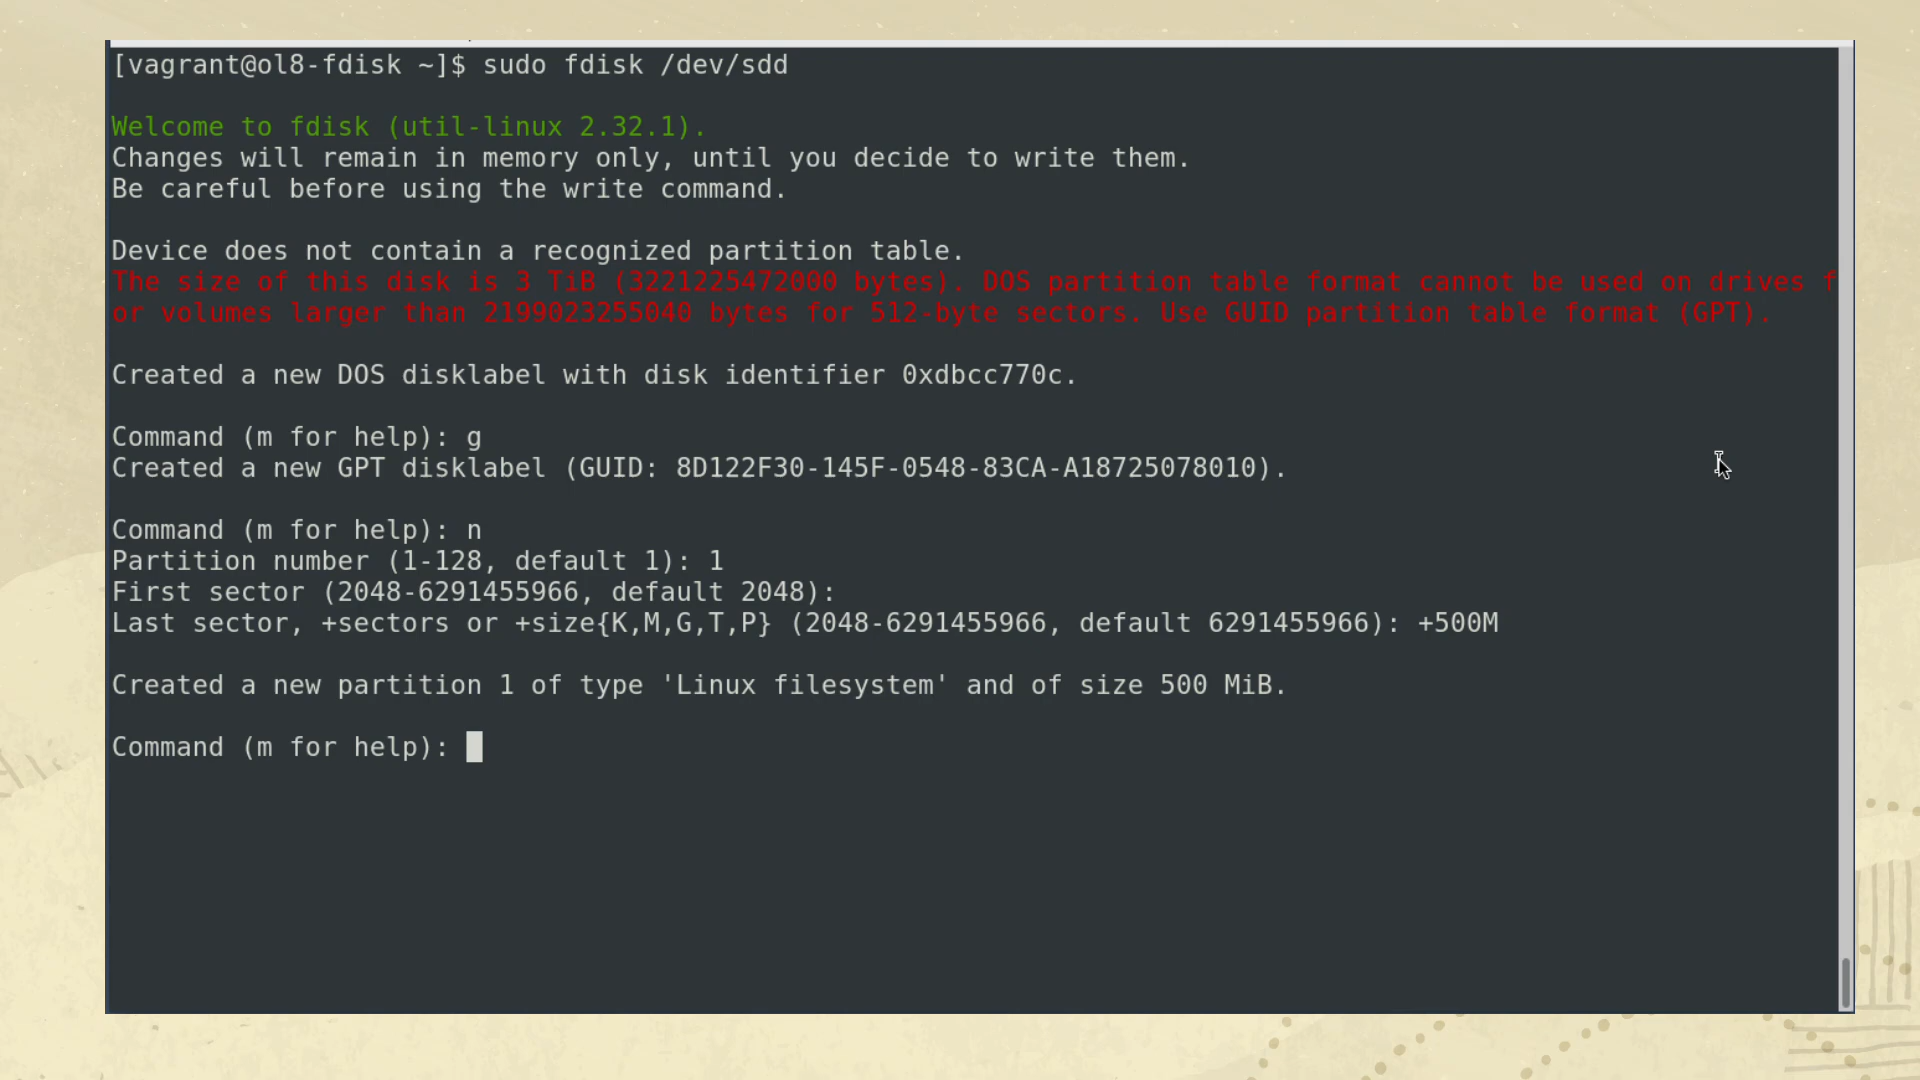 [vagrant@ol8-fdisk ~]$ sudo fdisk /dev/sdd
Welcome to fdisk (util-linux 2.32.1).
Changes will remain in memory only, until you decide to write them.
Be careful before using the write command.
Device does not contain a recognized partition table.
The size of this disk is 3 TiB (3221225472000 bytes). DOS partition table format cannot be used on drives f
or volumes larger than 2199023255040 bytes for 512-byte sectors. Use GUID partition table format (GPT).
Created a new DOS disklabel with disk identifier 0xdbcc770c.
Command (m for help): g
Created a new GPT disklabel (GUID: 8D122F30-145F-0548-83CA-A18725078010).
Command (m for help): n
Partition number (1-128, default 1): 1
First sector (2048-6291455966, default 2048):
Last sector, +sectors or +size{K,M,G,T,P} (2048-6291455966, default 6291455966): +500M
Created a new partition 1 of type 'Linux filesystem' and of size 500 MiB.
Command (m for help):